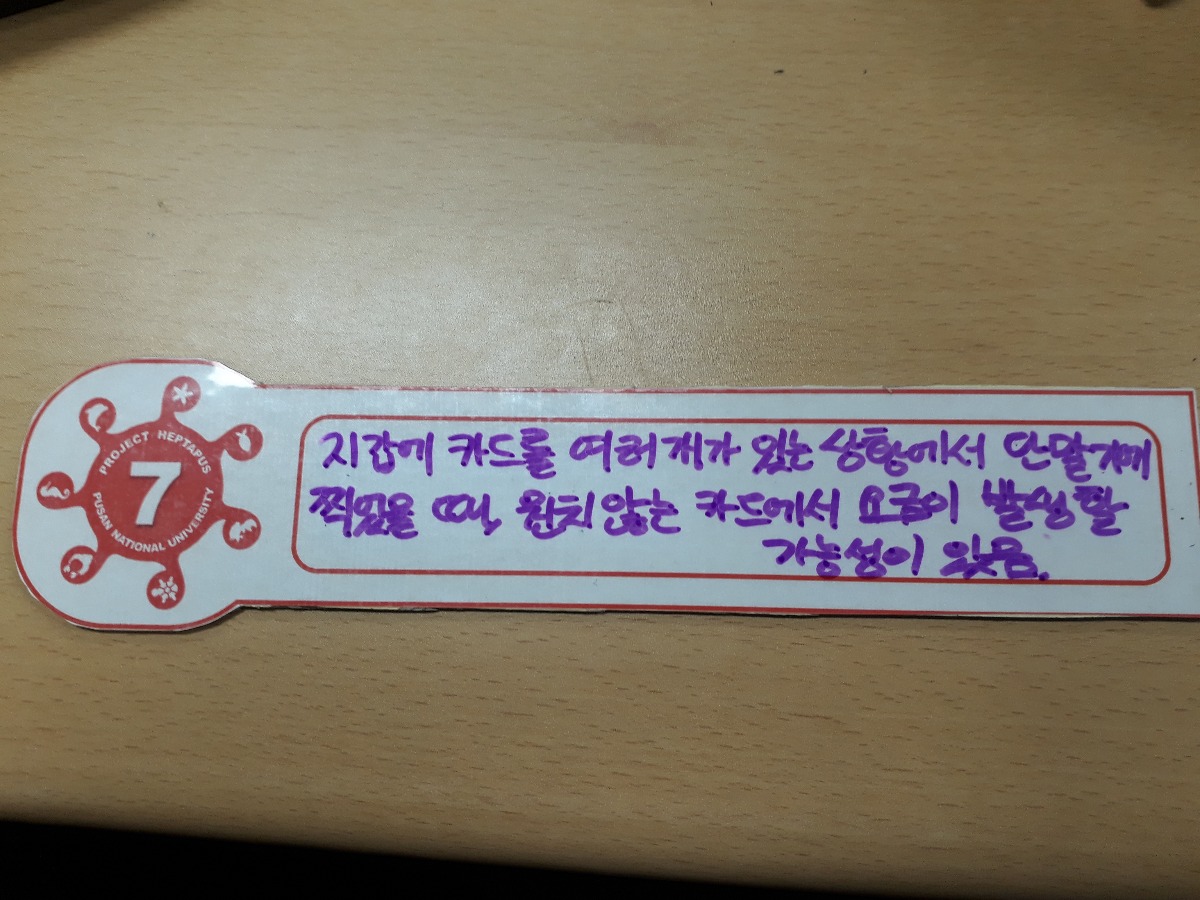 PROJECT HEPTAPUS
7
PUSAN NATIONAL UNIVERSITY
지갑에 카드를 여러개가 있는 상황에서 단말기에
찍었을 때, 원치 않는 카드에서 요금이 발생할
가능성이 있음.